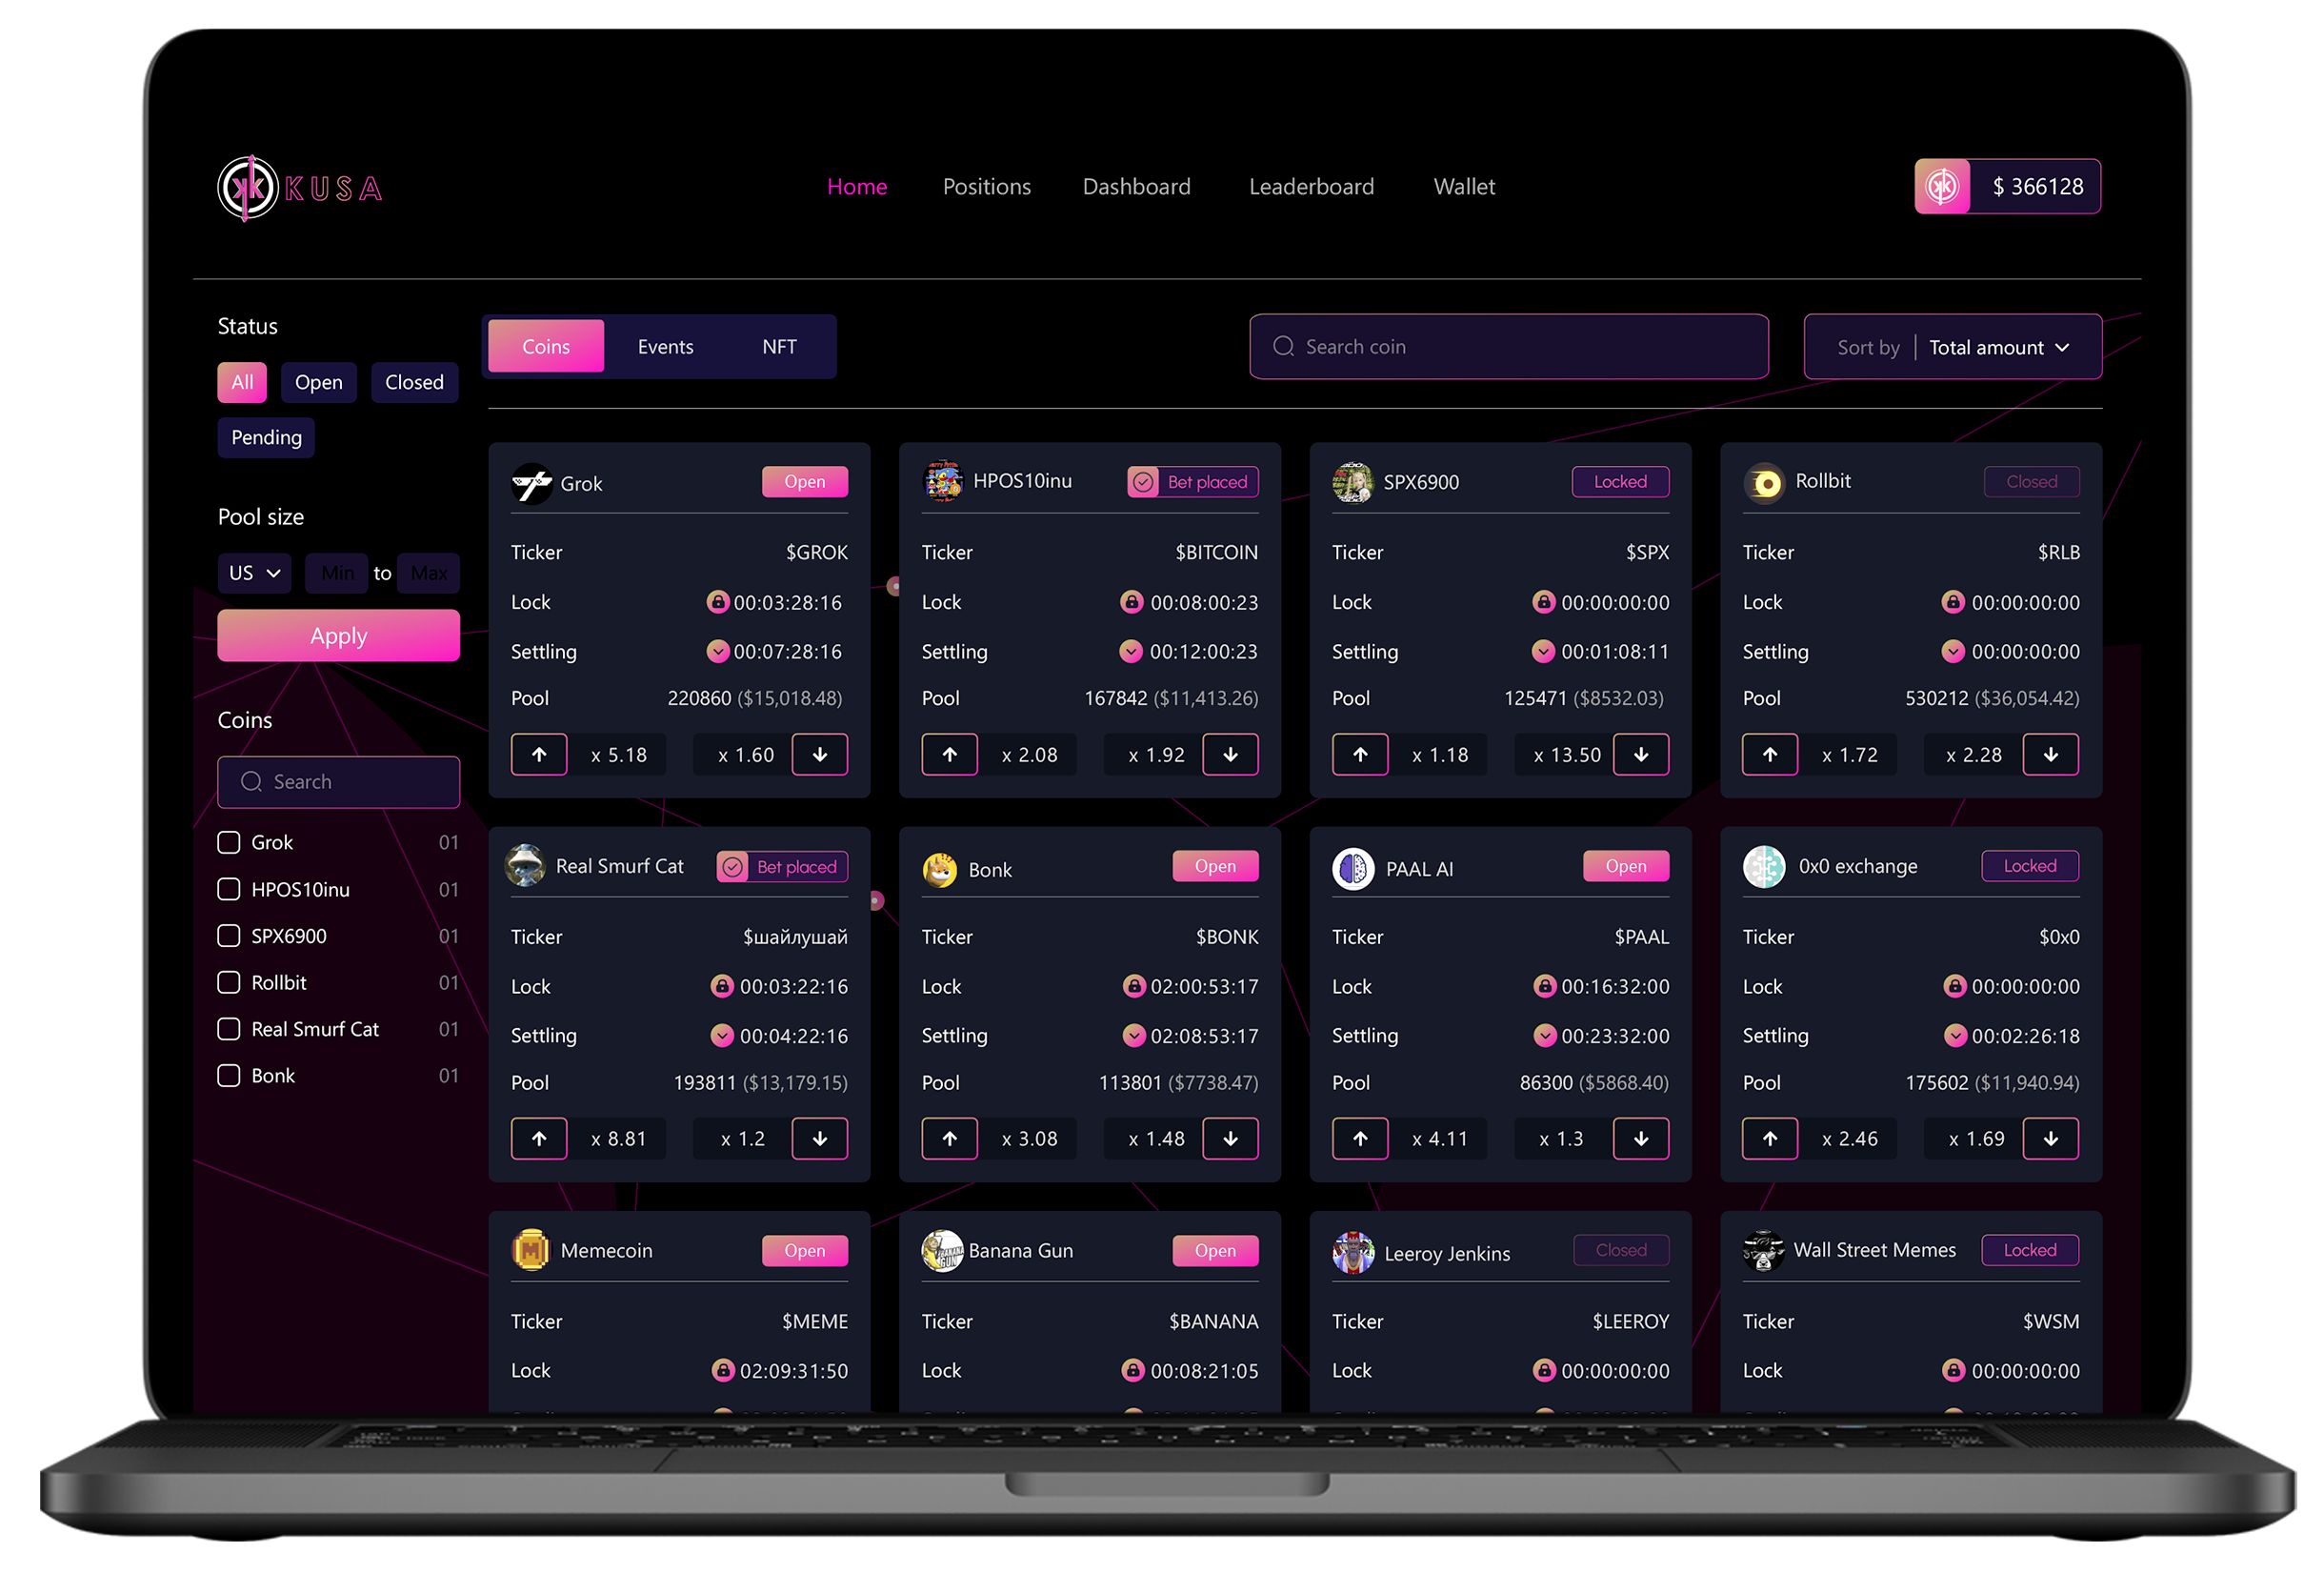 KUSA
Home Positions Dashboard Leaderboard Wallet
$ 366128
Status
All Open Closed
Pending
Pool size
US Min to Max
Apply
Coins
Search
Grok 01
HPOS10inu 01
SPX6900 01
Rollbit 01
Real Smurf Cat 01
Bonk 01
Coins Events NFT
Search coin
Sort by Total amount
Grok Open
Ticker $GROK
Lock 00:03:28:16
Settling 00:07:28:16
Pool 220860 ($15,018.48)
x 5.18 x 1.60
HPOS10inu Bet placed
Ticker $BITCOIN
Lock 00:08:00:23
Settling 00:12:00:23
Pool 167842 ($11,413.26)
x 2.08 x 1.92
SPX6900 Locked
Ticker $SPX
Lock 00:00:00:00
Settling 00:01:08:11
Pool 125471 ($8532.03)
x 1.18 x 13.50
Rollbit Closed
Ticker $RLB
Lock 00:00:00:00
Settling 00:00:00:00
Pool 530212 ($36,054.42)
x 1.72 x 2.28
Real Smurf Cat Bet placed
Ticker $шайлушай
Lock 00:03:22:16
Settling 00:04:22:16
Pool 193811 ($13,179.15)
x 8.81 x 1.2
Bonk Open
Ticker $BONK
Lock 02:00:53:17
Settling 02:08:53:17
Pool 113801 ($7738.47)
x 3.08 x 1.48
PAAL AI Open
Ticker $PAAL
Lock 00:16:32:00
Settling 00:23:32:00
Pool 86300 ($5868.40)
x 4.11 x 1.3
0x0 exchange Locked
Ticker $0x0
Lock 00:00:00:00
Settling 00:02:26:18
Pool 175602 ($11,940.94)
x 2.46 x 1.69
Memecoin Open
Ticker $MEME
Lock 02:09:31:50
Banana Gun Open
Ticker $BANANA
Lock 00:08:21:05
Leeroy Jenkins Closed
Ticker $LEEROY
Lock 00:00:00:00
Wall Street Memes Locked
Ticker $WSM
Lock 00:00:00:00